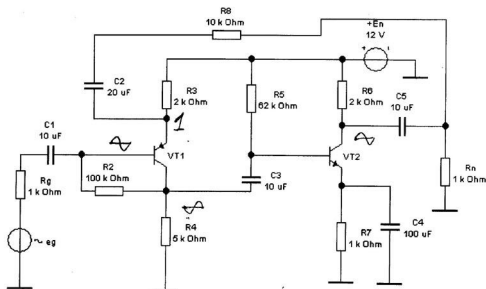 R8
10 k Ohm
+En
12 V
C2
20 uF
R3
2 k Ohm
R5
62 k Ohm
R6
2 k Ohm
C5
10 uF
1
C1
10 uF
VT1
VT2
Rg
1 k Ohm
R2
100 k Ohm
C3
10 uF
Rn
1 k Ohm
~ eg
R4
5 k Ohm
R7
1 k Ohm
C4
100 uF